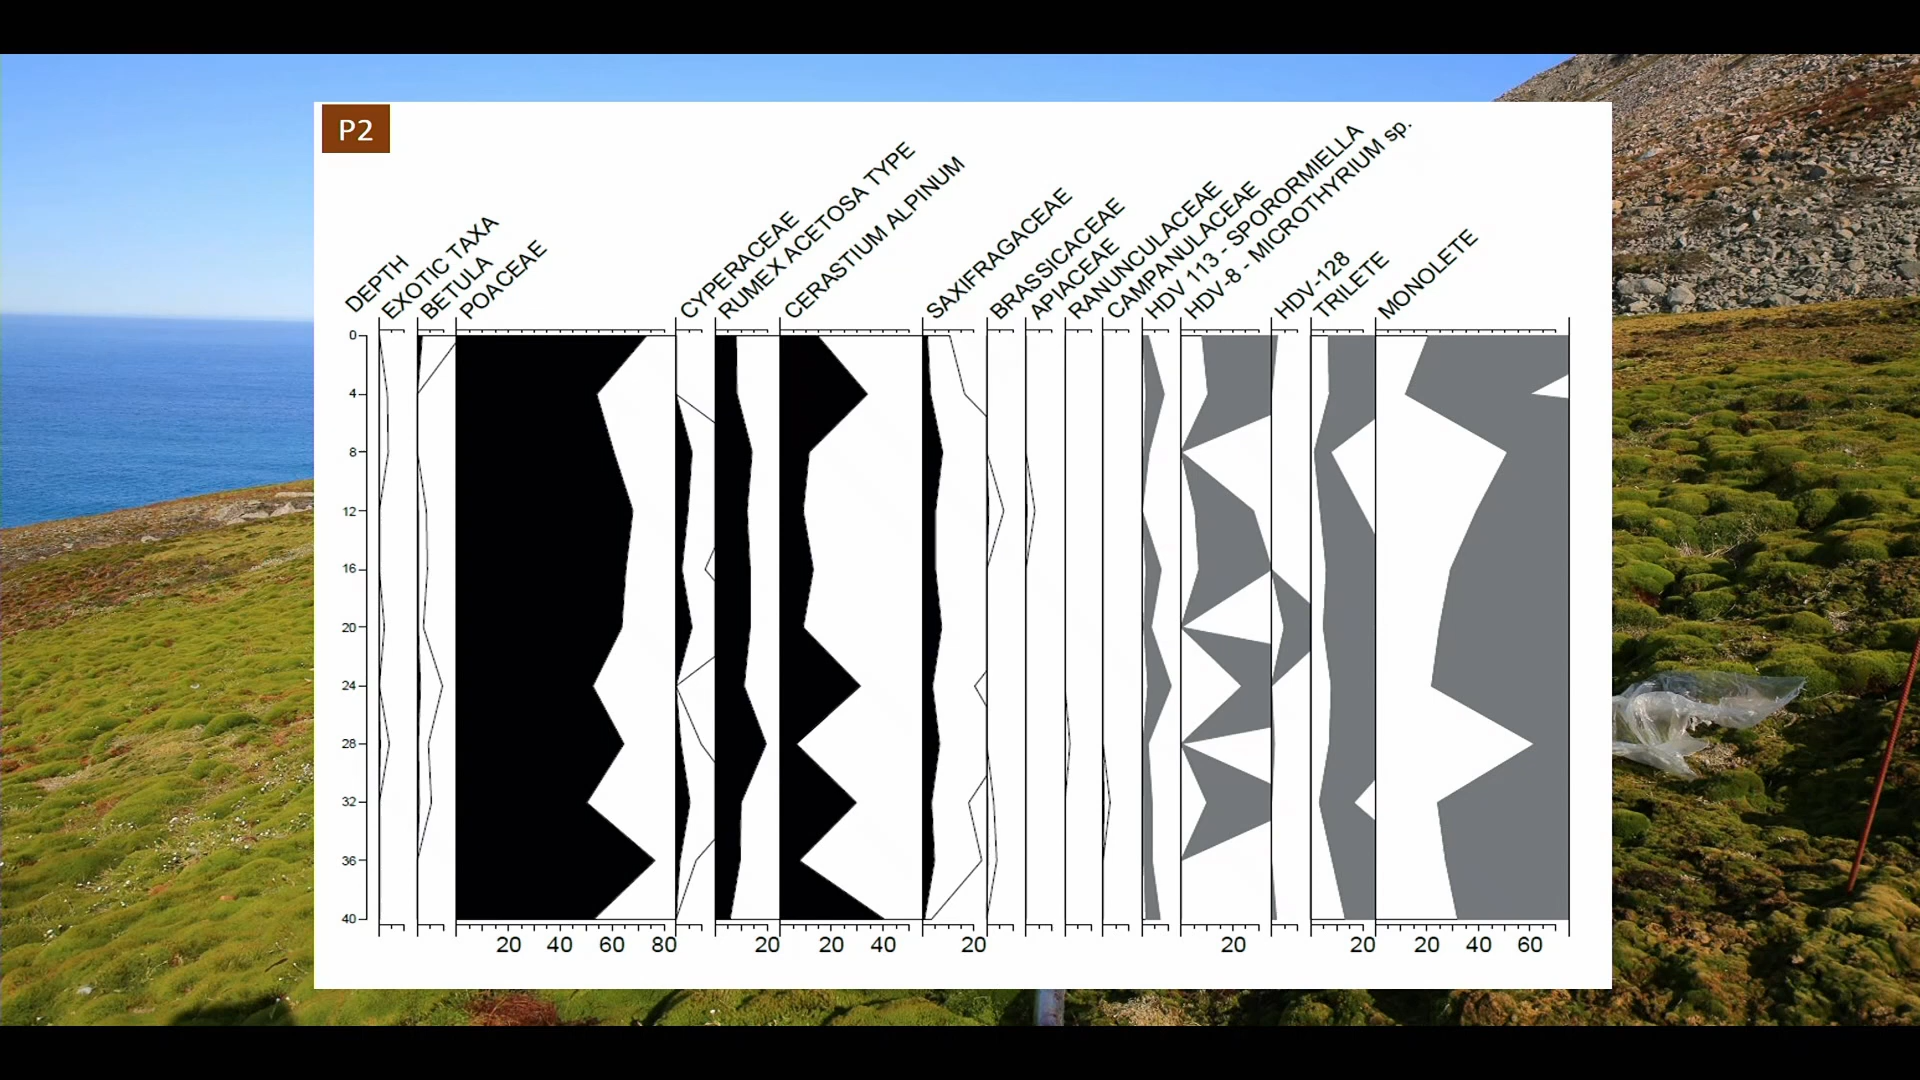 P2
DEPTH
EXOTIC TAXA
BETULA
POACEAE
CYPERACEAE
RUMEX ACETOSA TYPE
CERASTIUM ALPINUM
SAXIFRAGACEAE
BRASSICACEAE
APIACEAE
RANUNCULACEAE
CAMPANULACEAE
HDV 113 - SPORORMIELLA
HDV-8 - MICROTHYRIUM sp.
HDV-128
TRILETE
MONOLETE
0
4
8
12
16
20
24
28
32
36
40
20 40 60 80 20 20 40 20 20 20 20 40 60